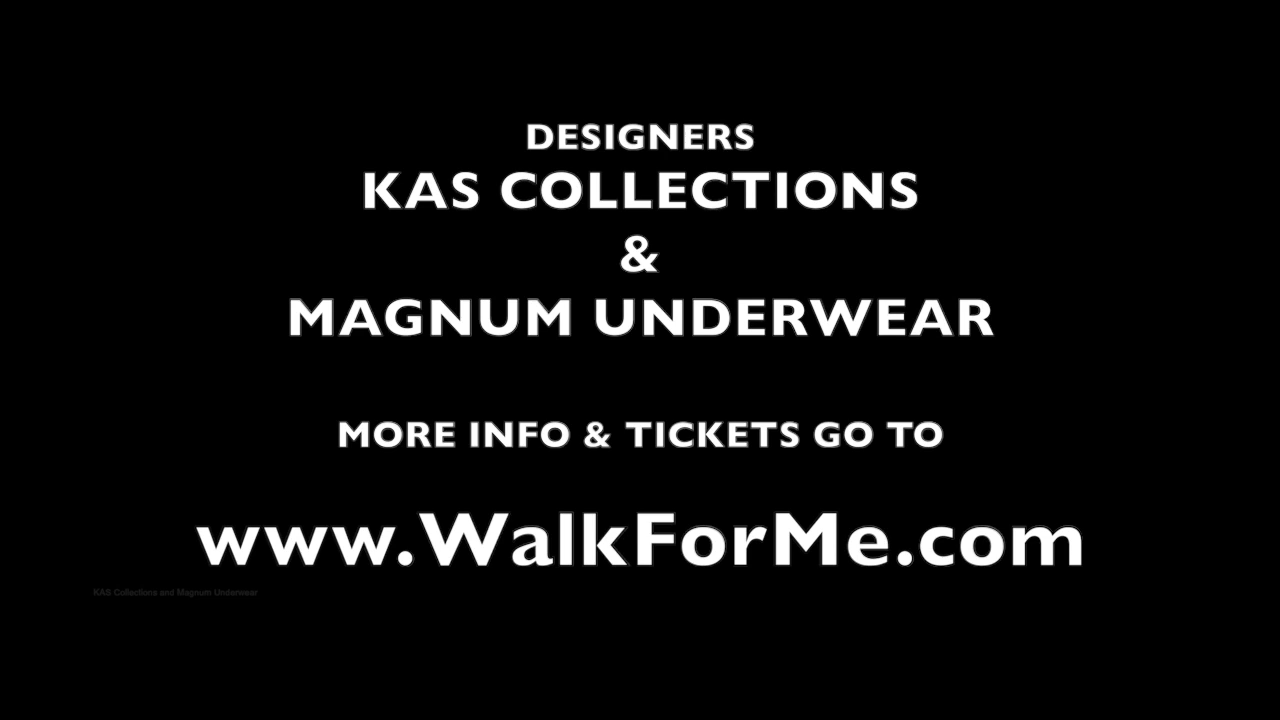 DESIGNERS
KAS COLLECTIONS
&
MAGNUM UNDERWEAR
MORE INFO & TICKETS GO TO
www.WalkForMe.com
KAS Collections and Magnum Underwear